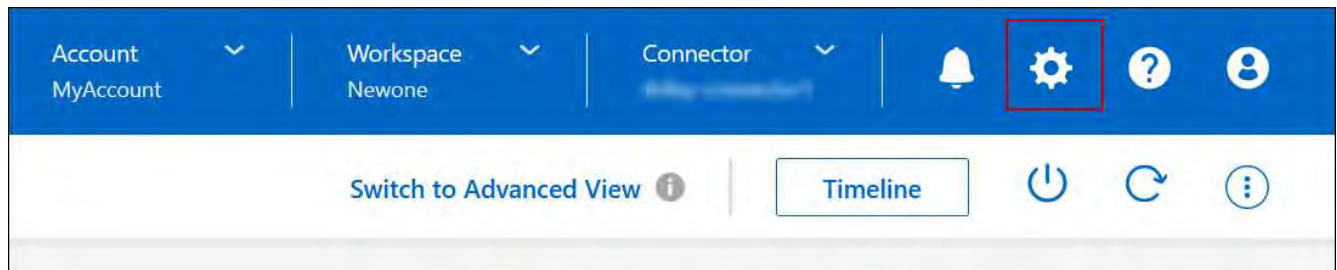 Account
MyAccount
Workspace
Newone
Connector
Switch to Advanced View
Timeline